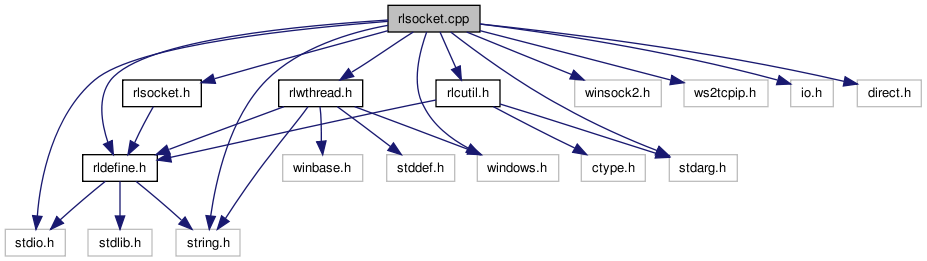 rlsocket.cpp
rlsocket.h
rlwthread.h
rlcutil.h
winsock2.h
ws2tcpip.h
io.h
direct.h
rldefine.h
winbase.h
stddef.h
windows.h
ctype.h
stdarg.h
stdio.h
stdlib.h
string.h